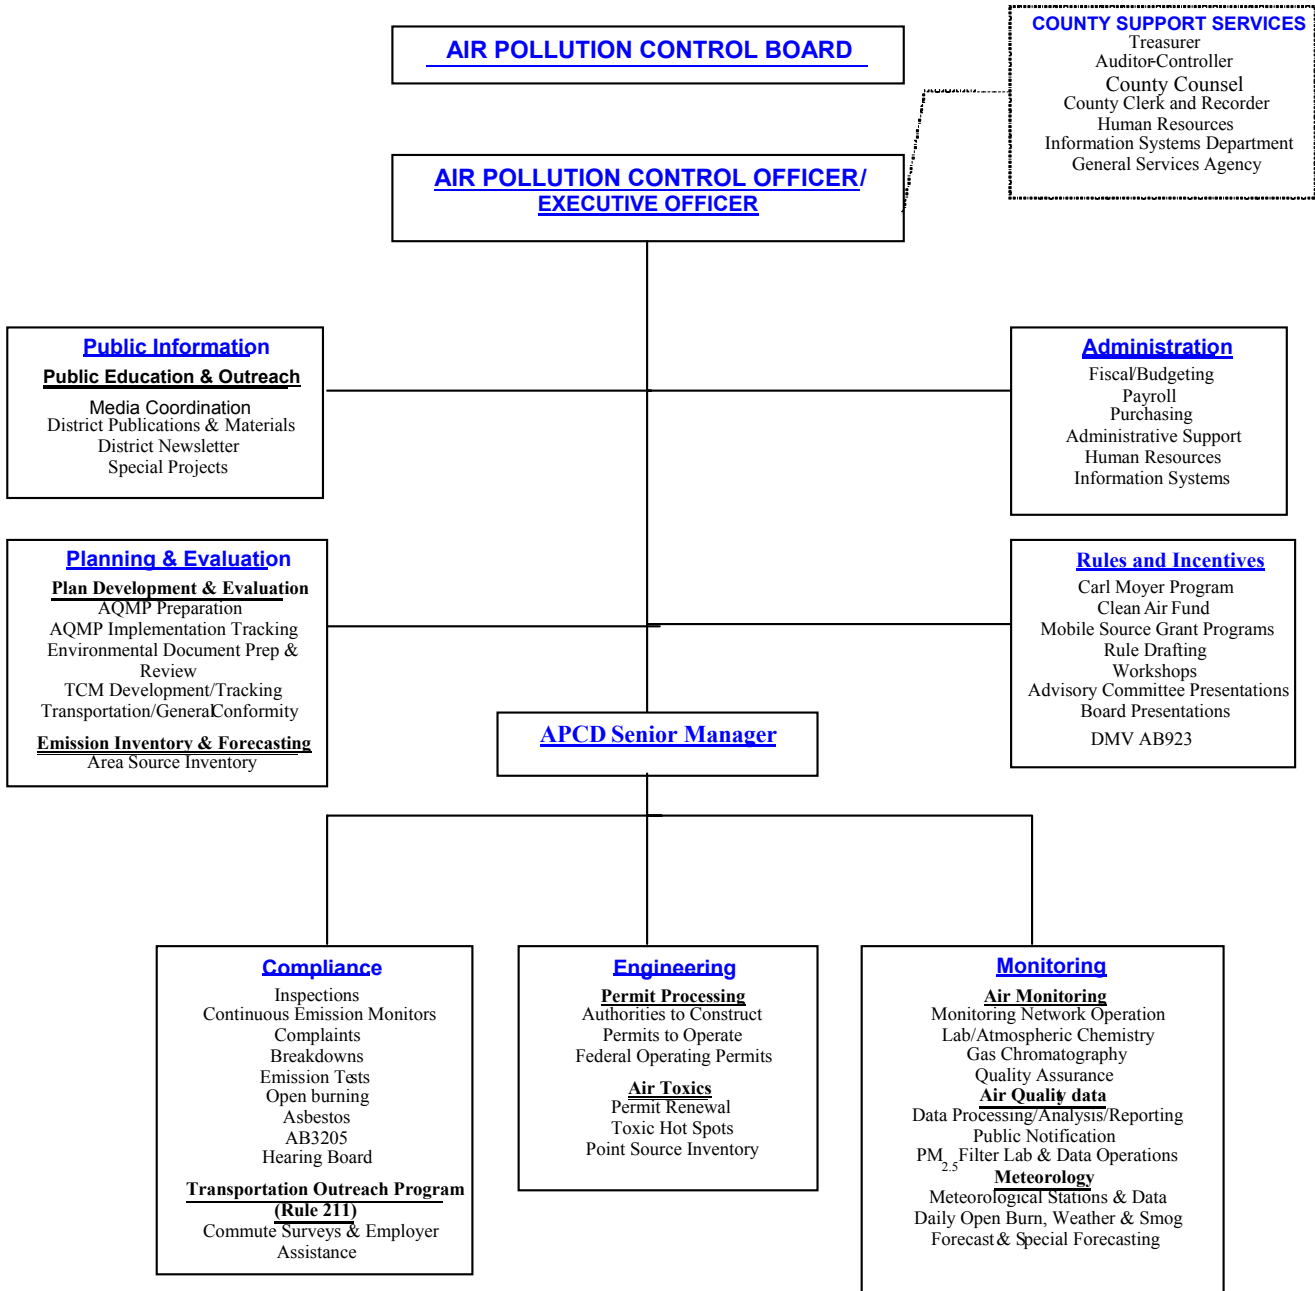 AIR POLLUTION CONTROL BOARD
COUNTY SUPPORT SERVICES
Treasurer
Auditor-Controller
County Counsel
County Clerk and Recorder
Human Resources
Information Systems Department
General Services Agency
AIR POLLUTION CONTROL OFFICER/
EXECUTIVE OFFICER
Public Information
Public Education & Outreach
Media Coordination
District Publications & Materials
District Newsletter
Special Projects
Administration
Fiscal/Budgeting
Payroll
Purchasing
Administrative Support
Human Resources
Information Systems
Planning & Evaluation
Plan Development & Evaluation
AQMP Preparation
AQMP Implementation Tracking
Environmental Document Prep &
Review
TCM Development/Tracking
Transportation/General Conformity
Emission Inventory & Forecasting
Area Source Inventory
Rules and Incentives
Carl Moyer Program
Clean Air Fund
Mobile Source Grant Programs
Rule Drafting
Workshops
Advisory Committee Presentations
Board Presentations
DMV AB923
APCD Senior Manager
Compliance
Inspections
Continuous Emission Monitors
Complaints
Breakdowns
Emission Tests
Open burning
Asbestos
AB3205
Hearing Board
Transportation Outreach Program
(Rule 211)
Commute Surveys & Employer
Assistance
Engineering
Permit Processing
Authorities to Construct
Permits to Operate
Federal Operating Permits
Air Toxics
Permit Renewal
Toxic Hot Spots
Point Source Inventory
Monitoring
Air Monitoring
Monitoring Network Operation
Lab/Atmospheric Chemistry
Gas Chromatography
Quality Assurance
Air Quality data
Data Processing/Analysis/Reporting
Public Notification
PM2.5 Filter Lab & Data Operations
Meteorology
Meteorological Stations & Data
Daily Open Burn, Weather & Smog
Forecast & Special Forecasting